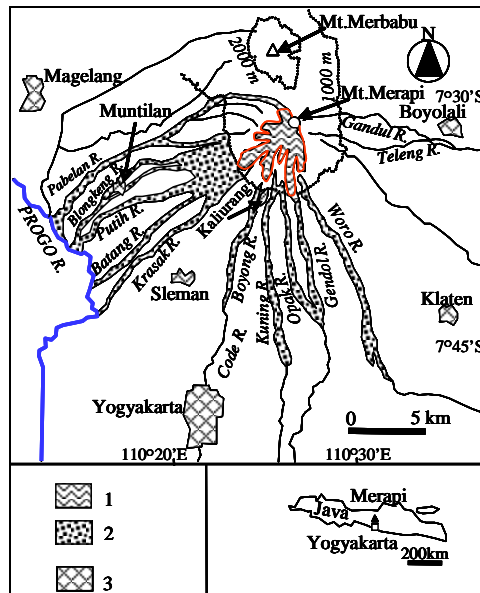 Mt.Merbabu
2000 m
1000 m
N
Magelang
Mt.Merapi
7°30'S
Muntilan
Boyolali
Gandul R.
Teleng R.
Pabelan R.
Blongkeng R.
Putih R.
Kaliurang
PROGO R.
Batang R.
Krasak R.
Woro R.
Boyong R.
Sleman
Kuning R.
Opak R.
Gendol R.
Klaten
7°45'S
Code R.
Yogyakarta
0 5 km
110°20'E 110°30'E
1
2
3
Merapi
Java
Yogyakarta
200km